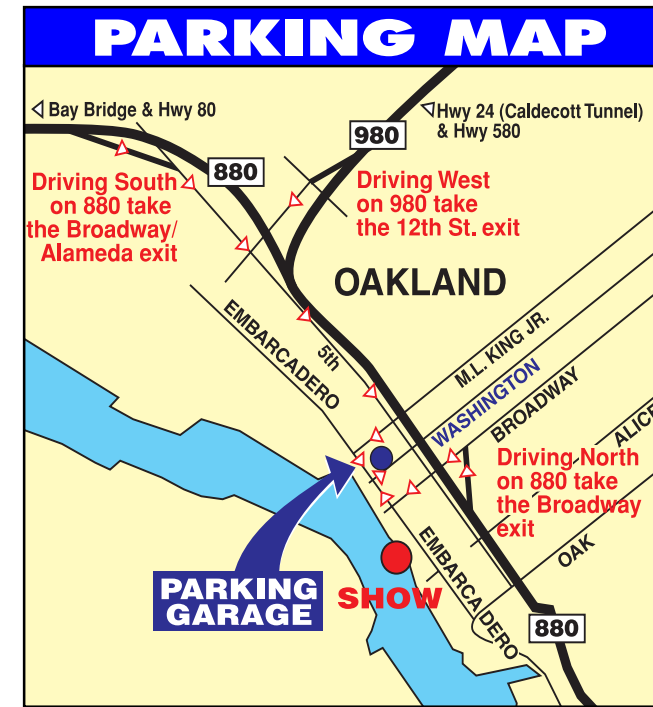 PARKING MAP
Bay Bridge & Hwy 80
Hwy 24 (Caldecott Tunnel)
& Hwy 580
980
880
Driving South
on 880 take
the Broadway/
Alameda exit
Driving West
on 980 take
the 12th St. exit
OAKLAND
EMBARCADERO
5th
M.L. KING JR.
WASHINGTON
BROADWAY
ALICE
Driving North
on 880 take
the Broadway
exit
OAK
EMBARCADERO
PARKING
GARAGE
SHOW
880